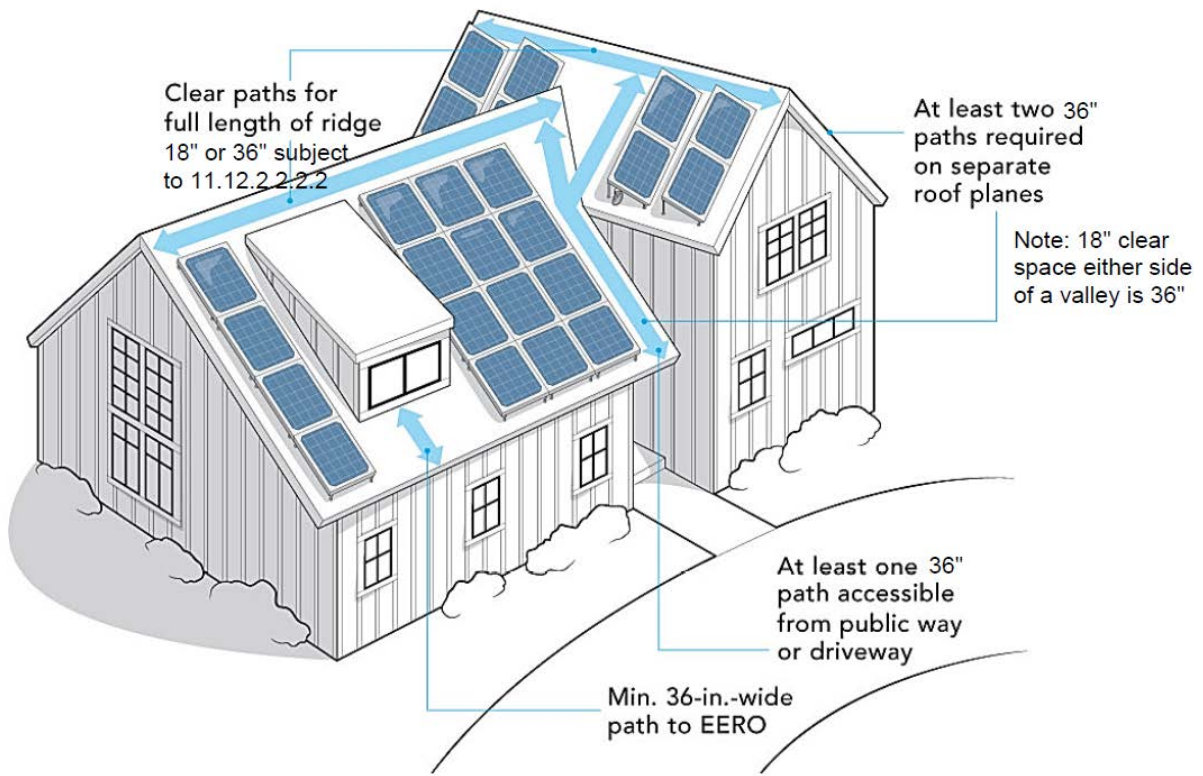 Clear paths for
full length of ridge
18" or 36" subject
to 11.12.2.2.2.2
At least two 36"
paths required
on separate
roof planes
Note: 18" clear
space either side
of a valley is 36"
At least one 36"
path accessible
from public way
or driveway
Min. 36-in.-wide
path to EERO